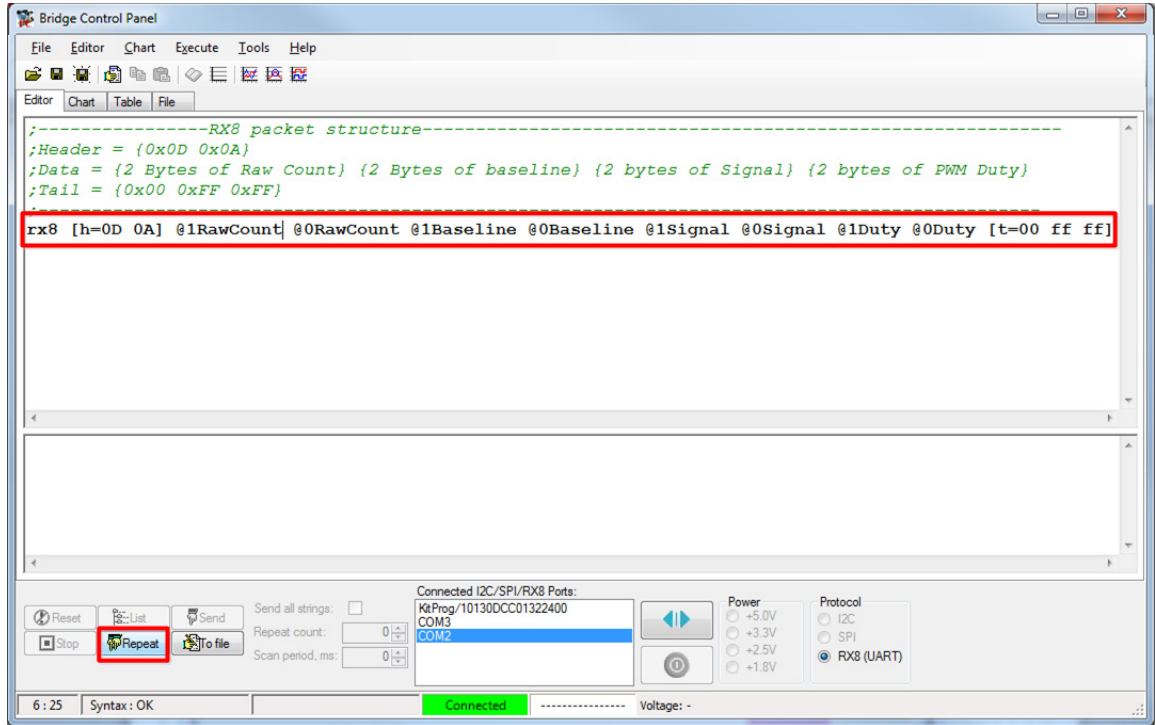 Bridge Control Panel
File Editor Chart Execute Tools Help
Editor Chart Table File
;----------------RX8 packet structure------------------------------------------------------------
;Header = {0x0D 0x0A}
;Data = {2 Bytes of Raw Count} {2 Bytes of baseline} {2 bytes of Signal} {2 bytes of PWM Duty}
;Tail = {0x00 0xFF 0xFF}
;----------------------------------------------------------------------------------------------
rx8 [h=0D 0A] @1RawCount @0RawCount @1Baseline @0Baseline @1Signal @0Signal @1Duty @0Duty [t=00 ff ff]
Connected I2C/SPI/RX8 Ports:
Reset List Send Send all strings:
Stop Repeat To file Repeat count: 0
Scan period, ms: 0
KitProg/10130DCC01322400
COM3
COM2
Power
+5.0V
+3.3V
+2.5V
+1.8V
Protocol
I2C
SPI
RX8 (UART)
6 : 25 Syntax : OK Connected ---------------- Voltage: -